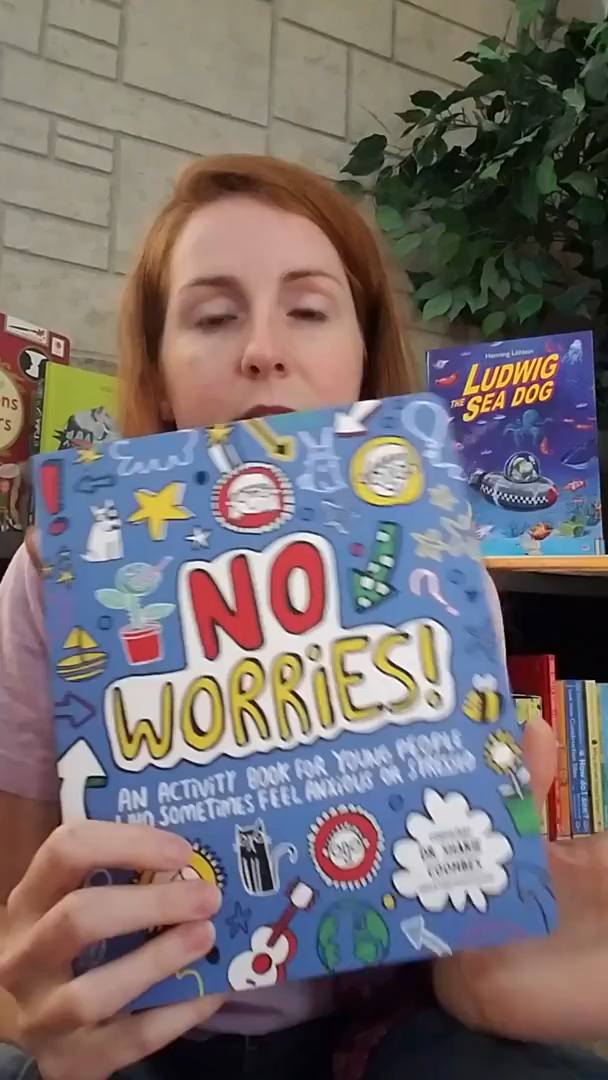 Henning Löhlein
LUDWIG
THE
SEA DOG
NO
WORRiES!
AN ACTIVITY BOOK FOR YOUNG PEOPLE
WHO SOMETIMES FEEL ANXIOUS OR STRESSED
DR. SHARIE
COOMBES